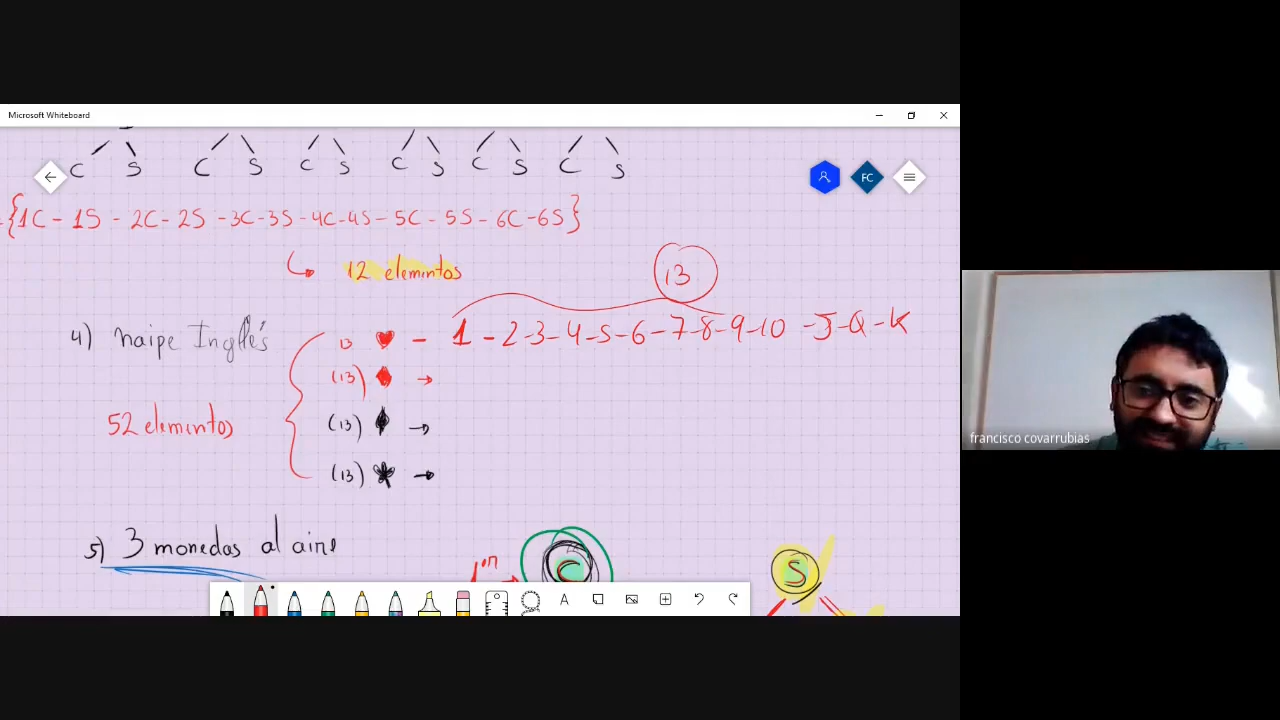 Microsoft Whiteboard
C S C S C S C S C S C S
{1C - 1S - 2C - 2S - 3C - 3S - 4C - 4S - 5C - 5S - 6C - 6S}
FC
12 elementos
13
4) naipe Inglés
13 ♥ - 1 - 2 - 3 - 4 - 5 - 6 - 7 - 8 - 9 - 10 - J - Q - K
(13) ♦ →
52 elementos
(13) →
(13) →
5) 3 monedas al aire
1er → C
S
A
francisco covarrubias